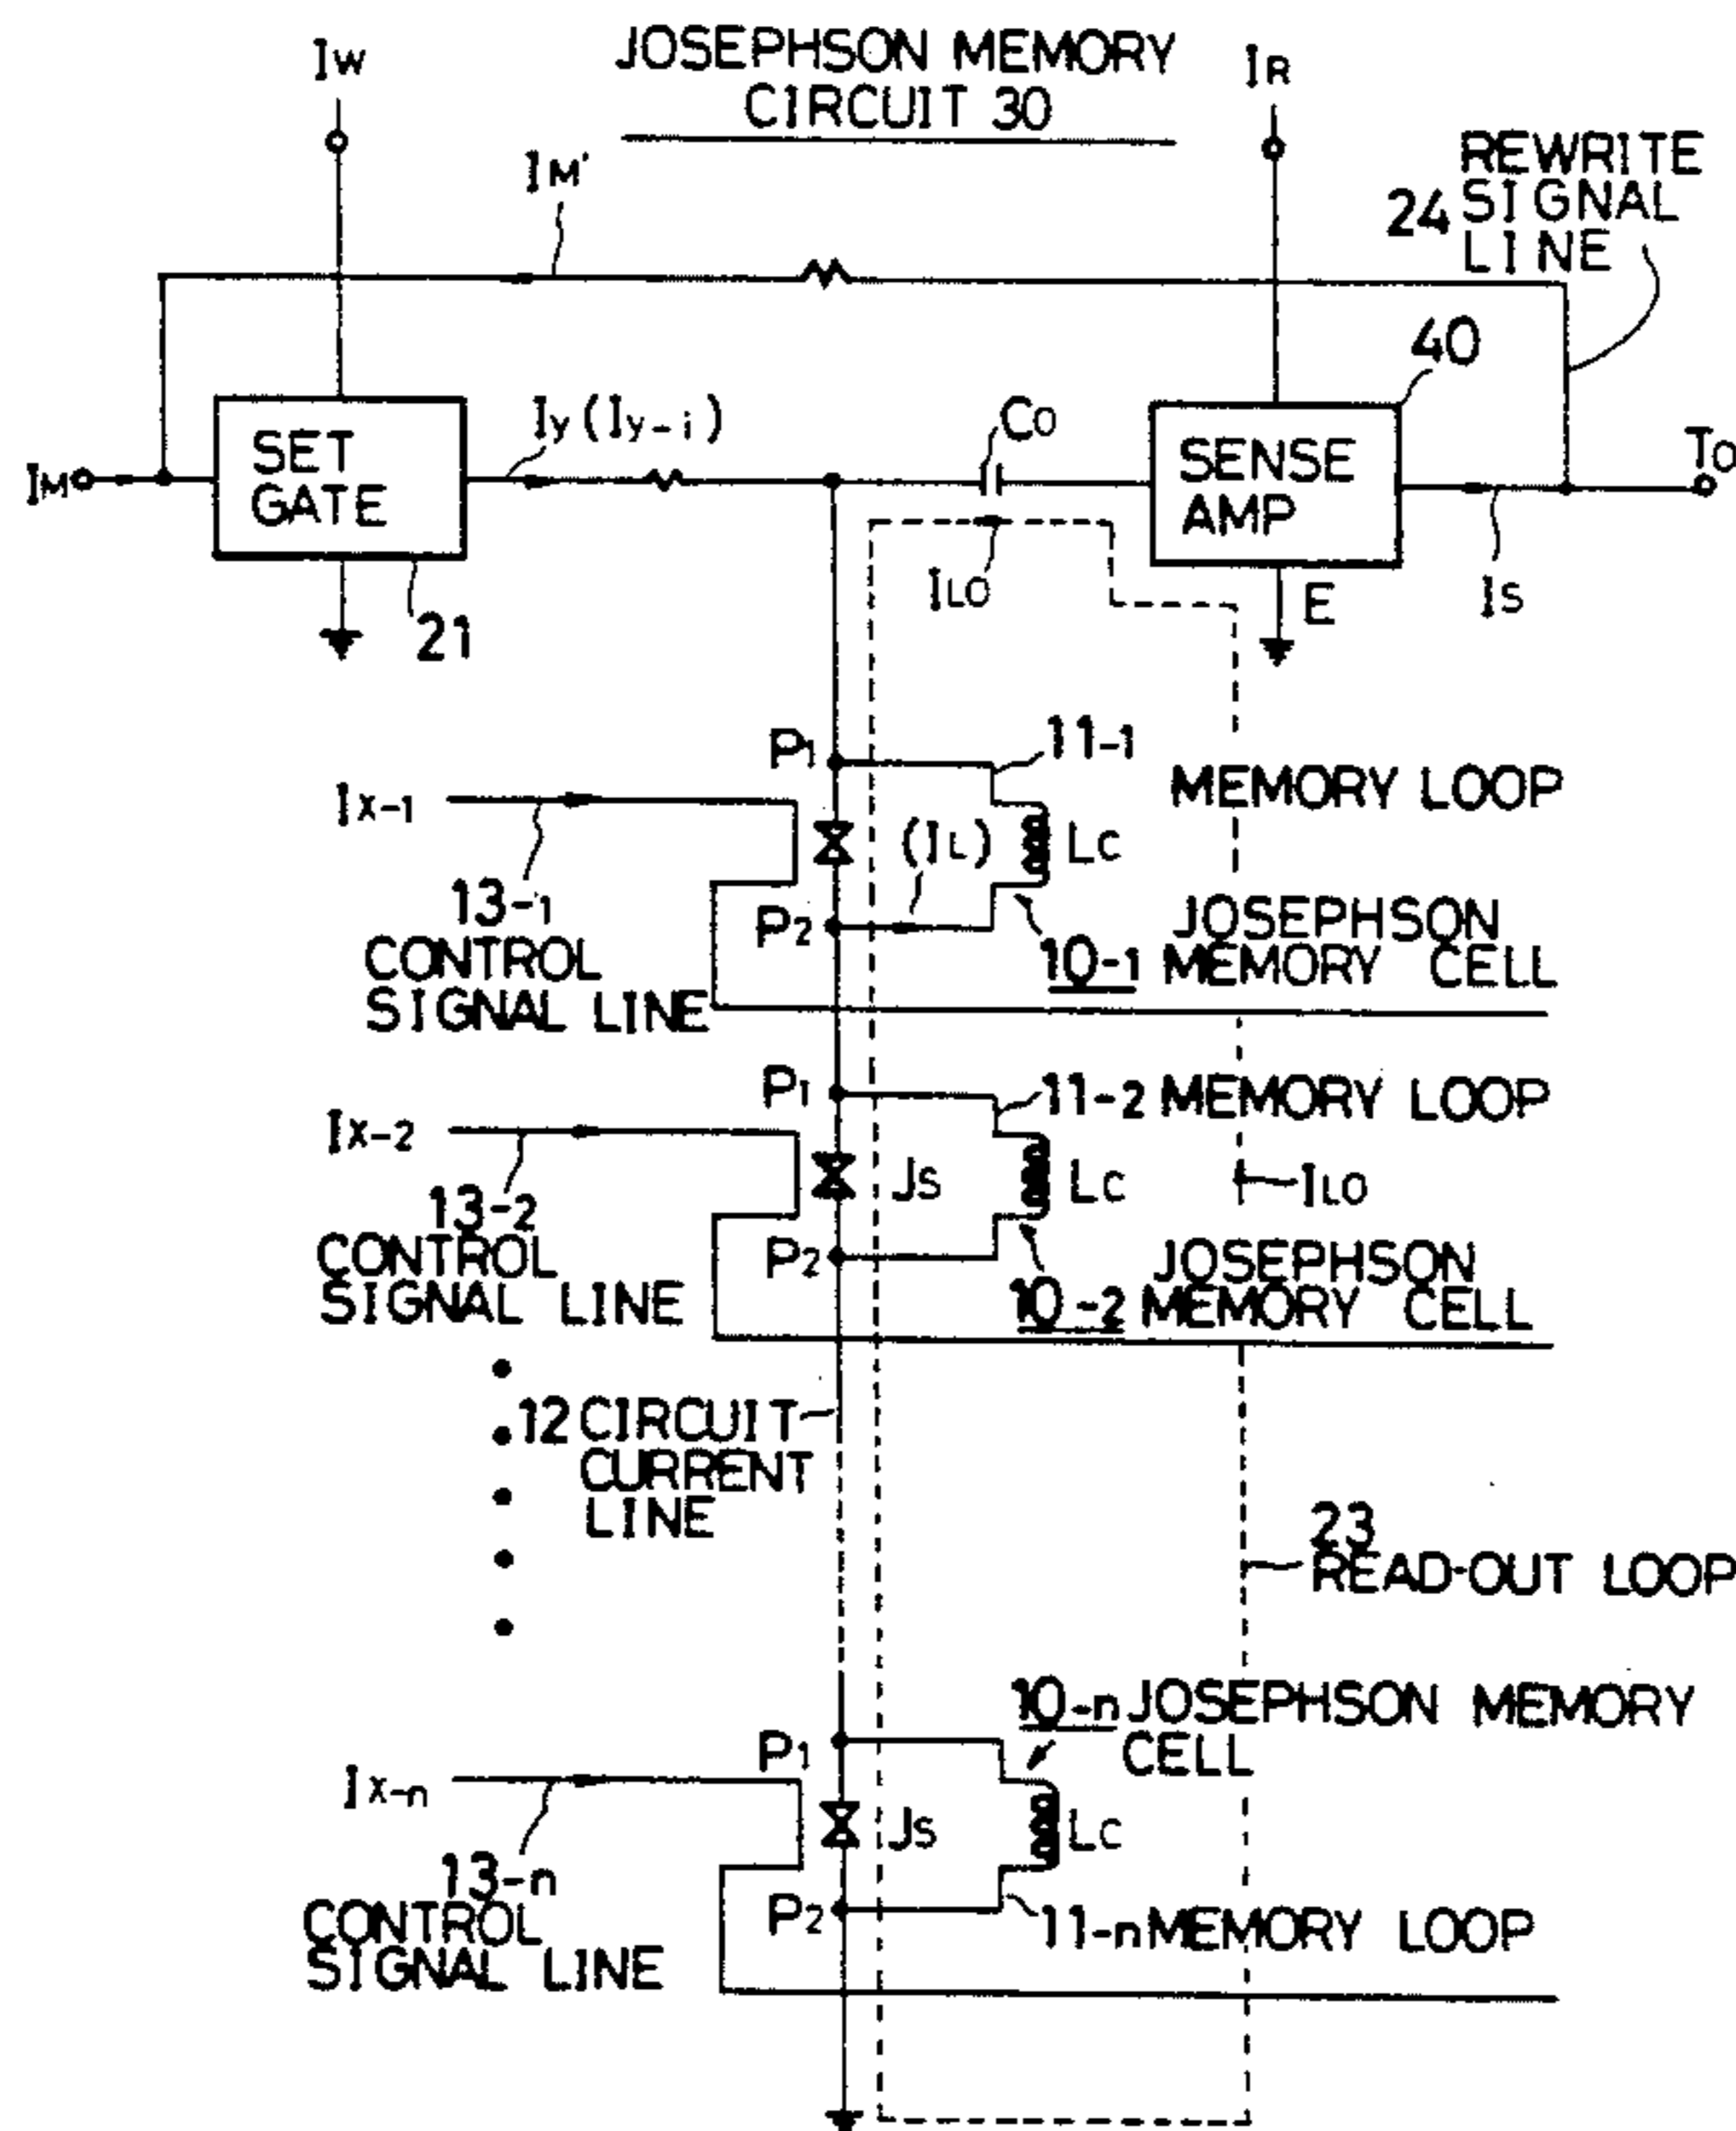 IW
JOSEPHSON MEMORY
CIRCUIT 30
IR
IM'
24
REWRITE
SIGNAL
LINE
40
IM
SET
GATE
Iy(Iy-i)
CO
SENSE
AMP
TO
21
ILO
E
IS
P1
11-1
MEMORY LOOP
IX-1
(IL)
LC
13-1
CONTROL
SIGNAL LINE
P2
10-1
JOSEPHSON
MEMORY CELL
P1
11-2 MEMORY LOOP
IX-2
JS
LC
ILO
13-2
CONTROL
SIGNAL LINE
P2
10-2
JOSEPHSON
MEMORY CELL
12 CIRCUIT
CURRENT
LINE
23
READ-OUT LOOP
10-n JOSEPHSON MEMORY
CELL
P1
IX-n
JS
LC
13-n
CONTROL
SIGNAL LINE
P2
11-n MEMORY LOOP